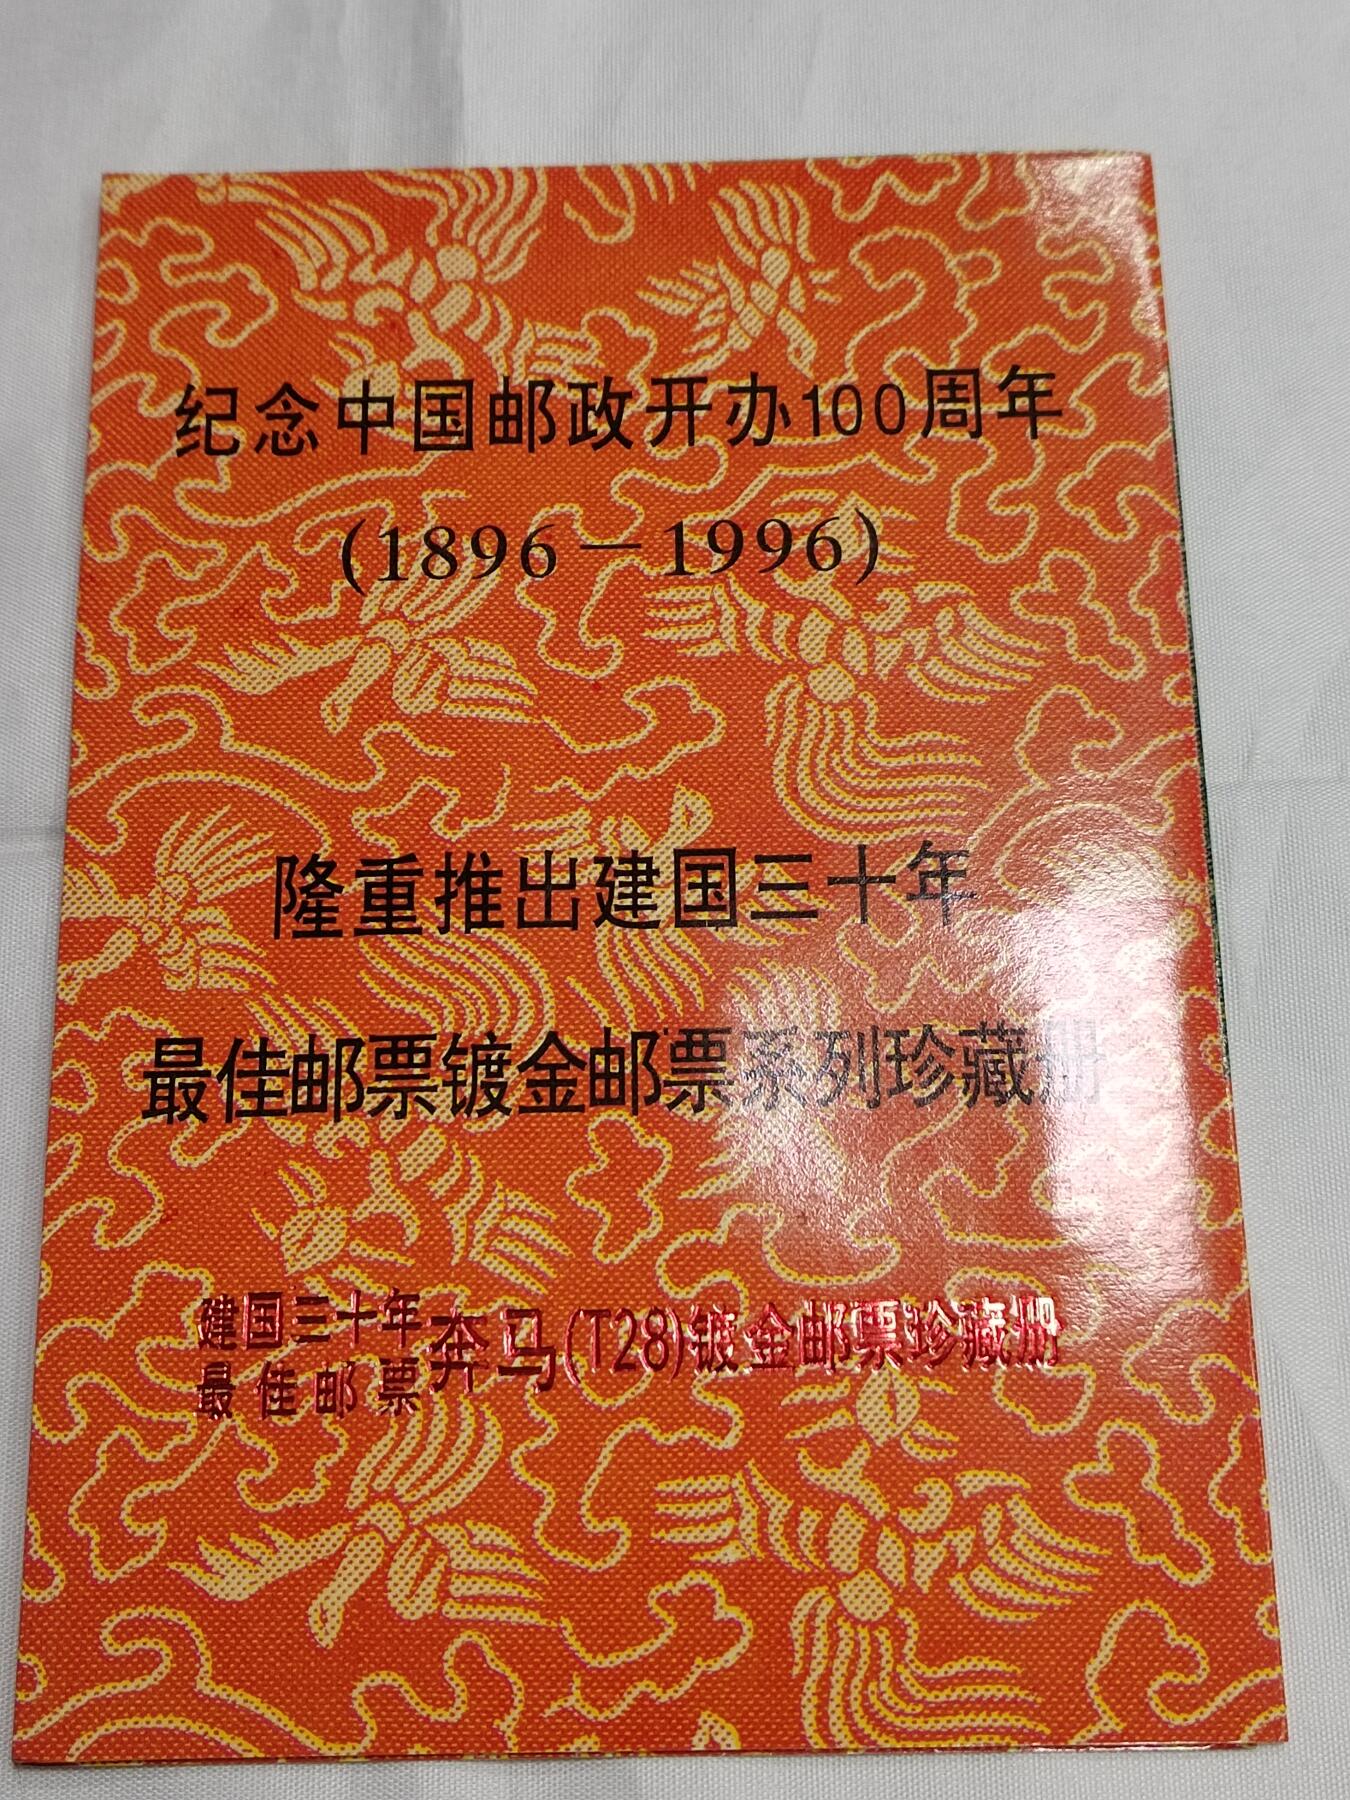 纪念中国邮政开办100周年
(1896－1996)
隆重推出建国三十年
最佳邮票镀金邮票系列珍藏册
建国三十年
最佳邮票
奔马(T28)镀金邮票珍藏册